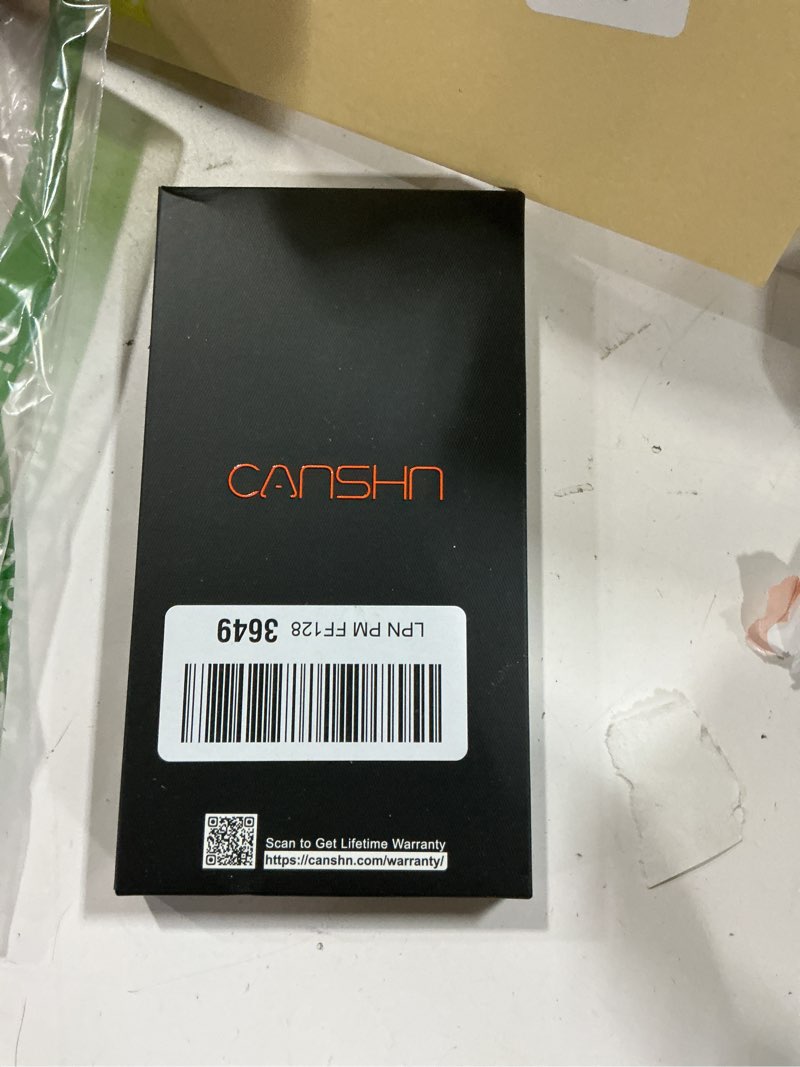 CANSHN
LPN PM FF128 3649
Scan to Get Lifetime Warranty
https://canshn.com/warranty/